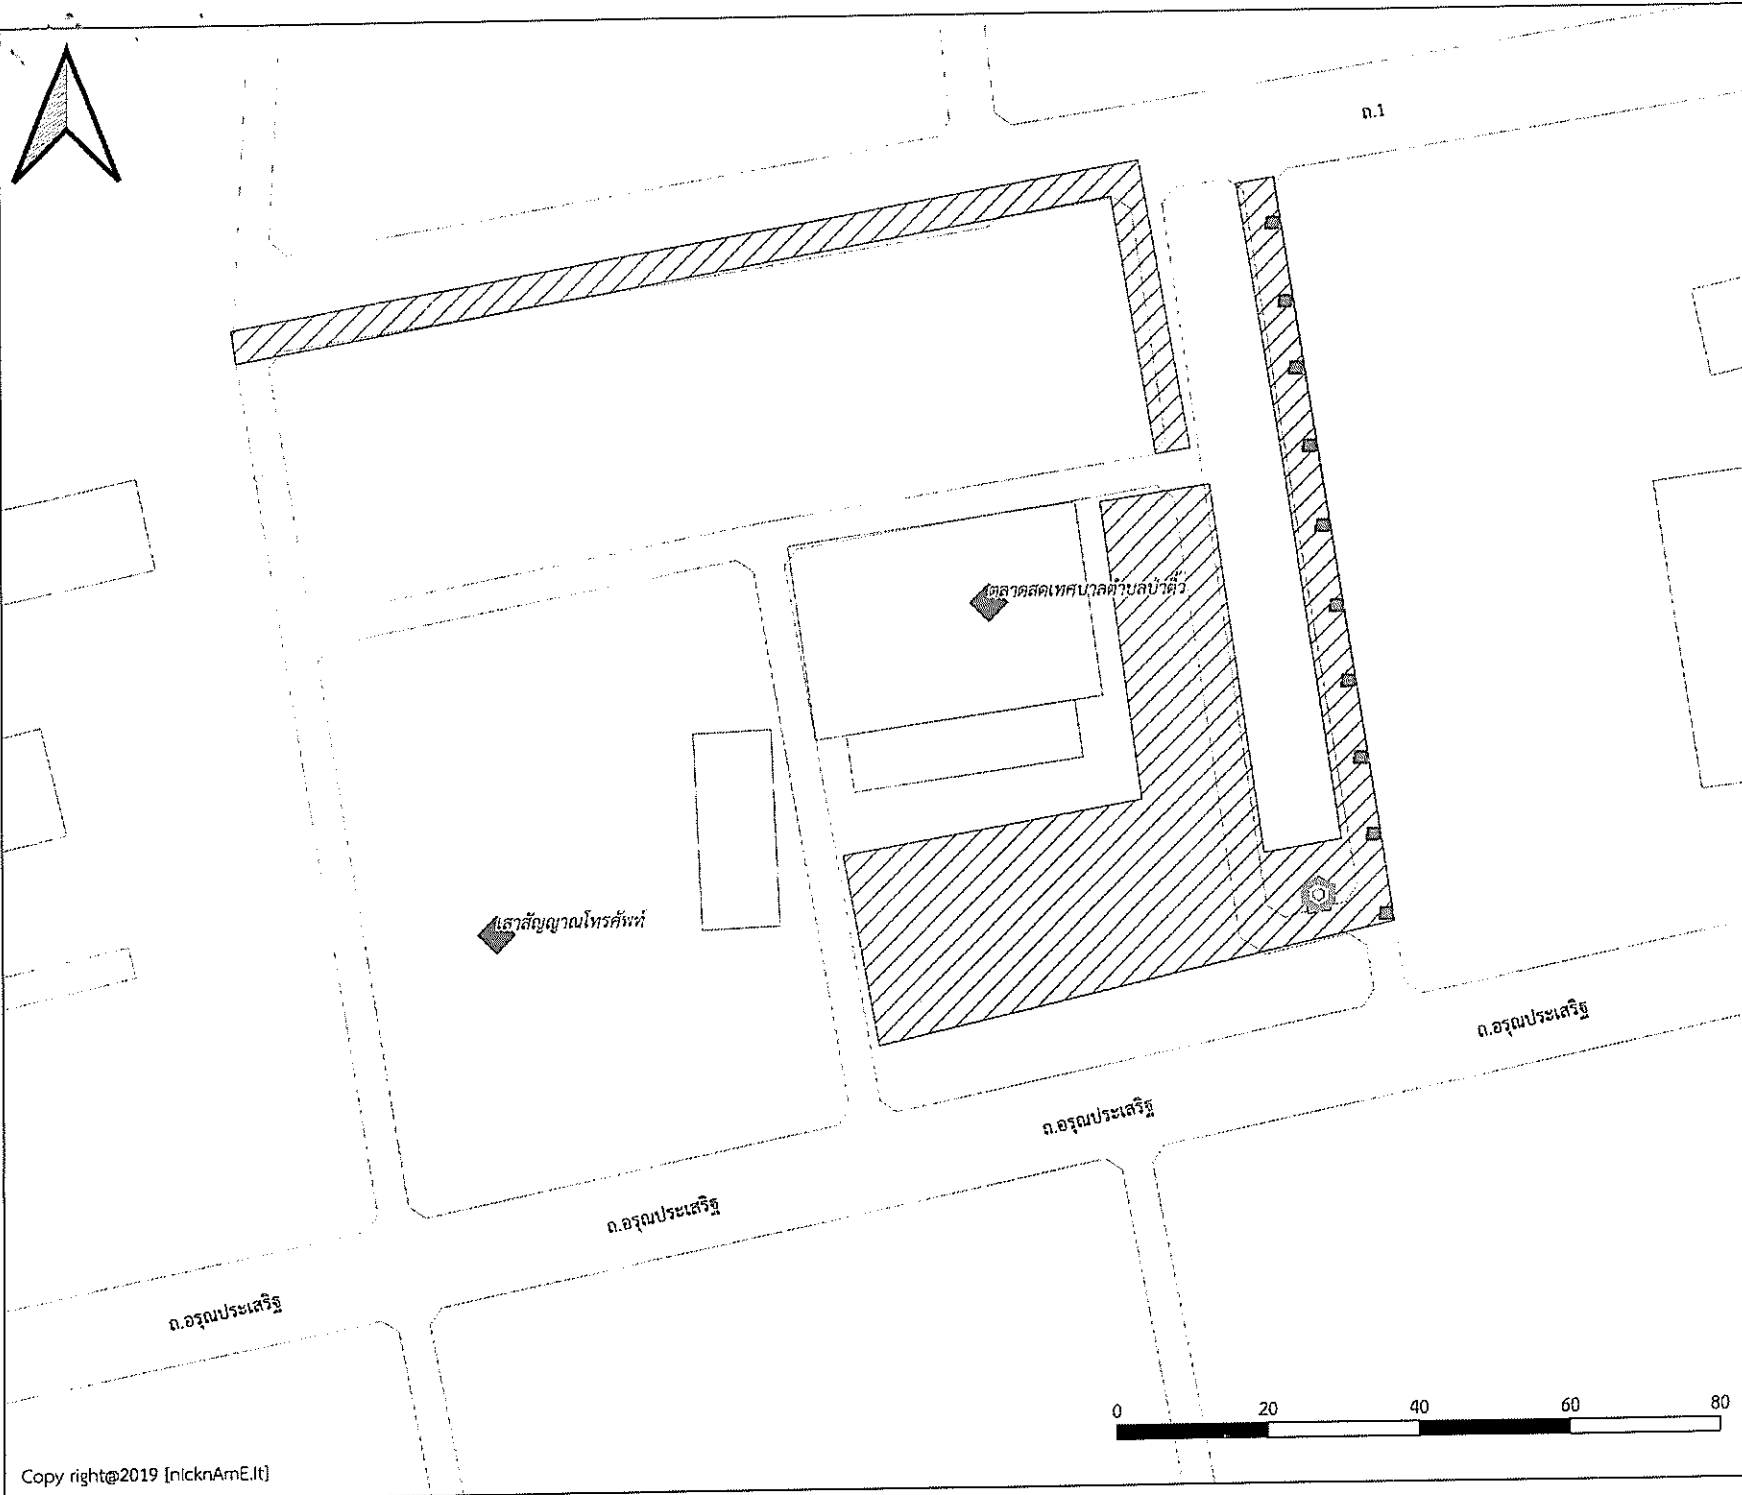 ถ.1
ตลาดสดเทศบาลตำบลป่าติ้ว
เสาสัญญาณโทรศัพท์
ถ.อรุณประเสริฐ
ถ.อรุณประเสริฐ
ถ.อรุณประเสริฐ
ถ.อรุณประเสริฐ
0 20 40 60 80
Copy right@2019 [nicknAmE.It]